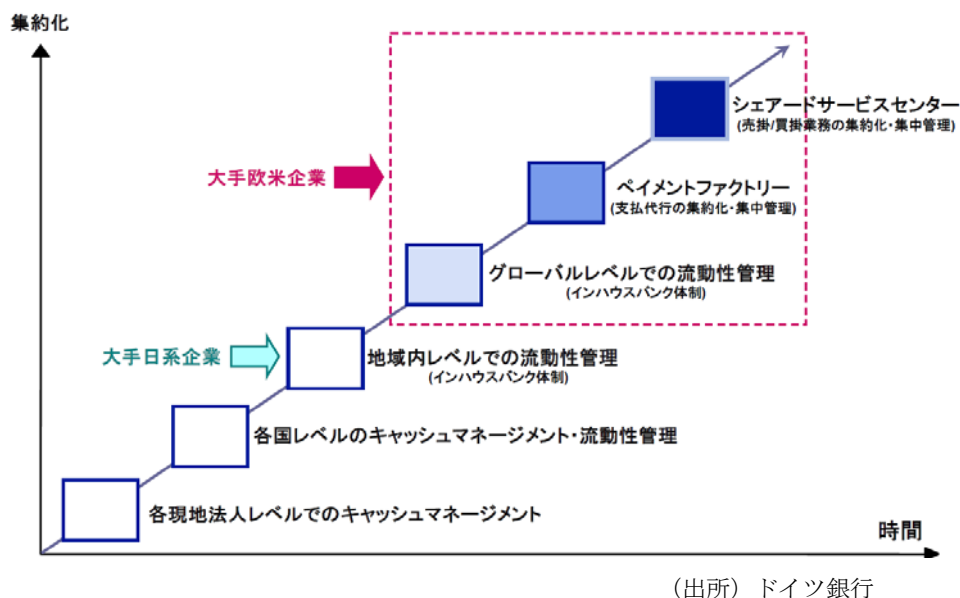 集約化
シェアードサービスセンター
(売掛/買掛業務の集約化・集中管理)
大手欧米企業
ペイメントファクトリー
(支払代行の集約化・集中管理)
グローバルレベルでの流動性管理
(インハウスバンク体制)
大手日系企業
地域内レベルでの流動性管理
(インハウスバンク体制)
各国レベルのキャッシュマネージメント・流動性管理
各現地法人レベルでのキャッシュマネージメント
時間
（出所）ドイツ銀行